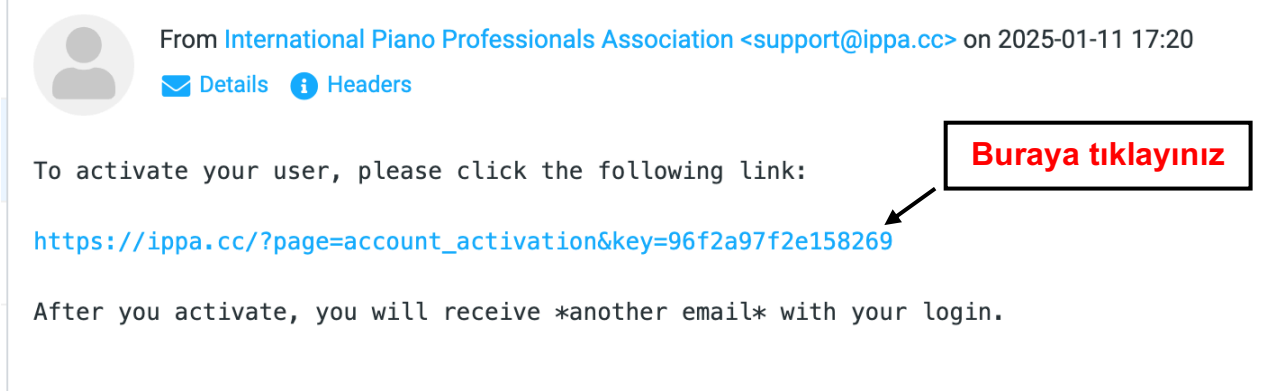 From International Piano Professionals Association <support@ippa.cc> on 2025-01-11 17:20
Details Headers
Buraya tıklayınız
To activate your user, please click the following link:
https://ippa.cc/?page=account_activation&key=96f2a97f2e158269
After you activate, you will receive *another email* with your login.